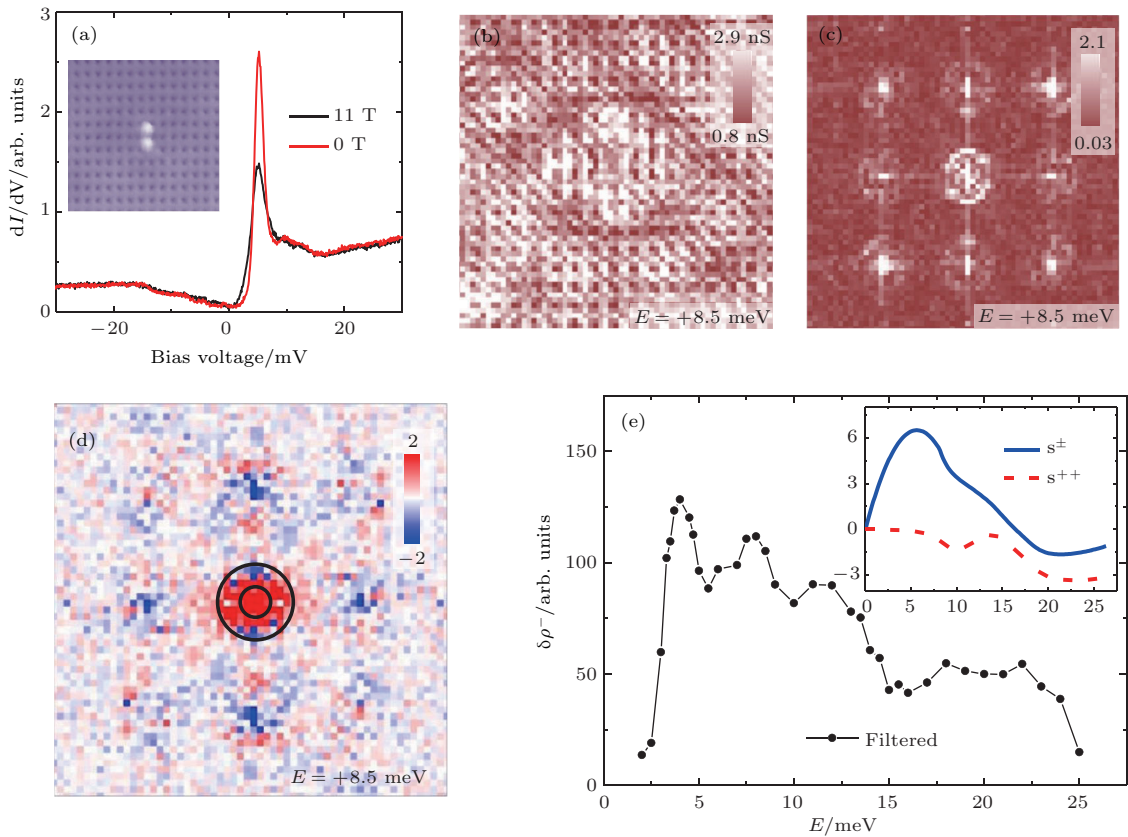 (a)
3
2
1
0
dI/dV/arb. units
11 T
0 T
−20
0
20
Bias voltage/mV
(b)
2.9 nS
0.8 nS
E = +8.5 meV
(c)
2.1
0.03
E = +8.5 meV
(d)
2
−2
E = +8.5 meV
(e)
150
100
50
0
δρ⁻/arb. units
6
3
0
−3
s±
s++
0
5
10
15
20
25
Filtered
0
5
10
15
20
25
E/meV